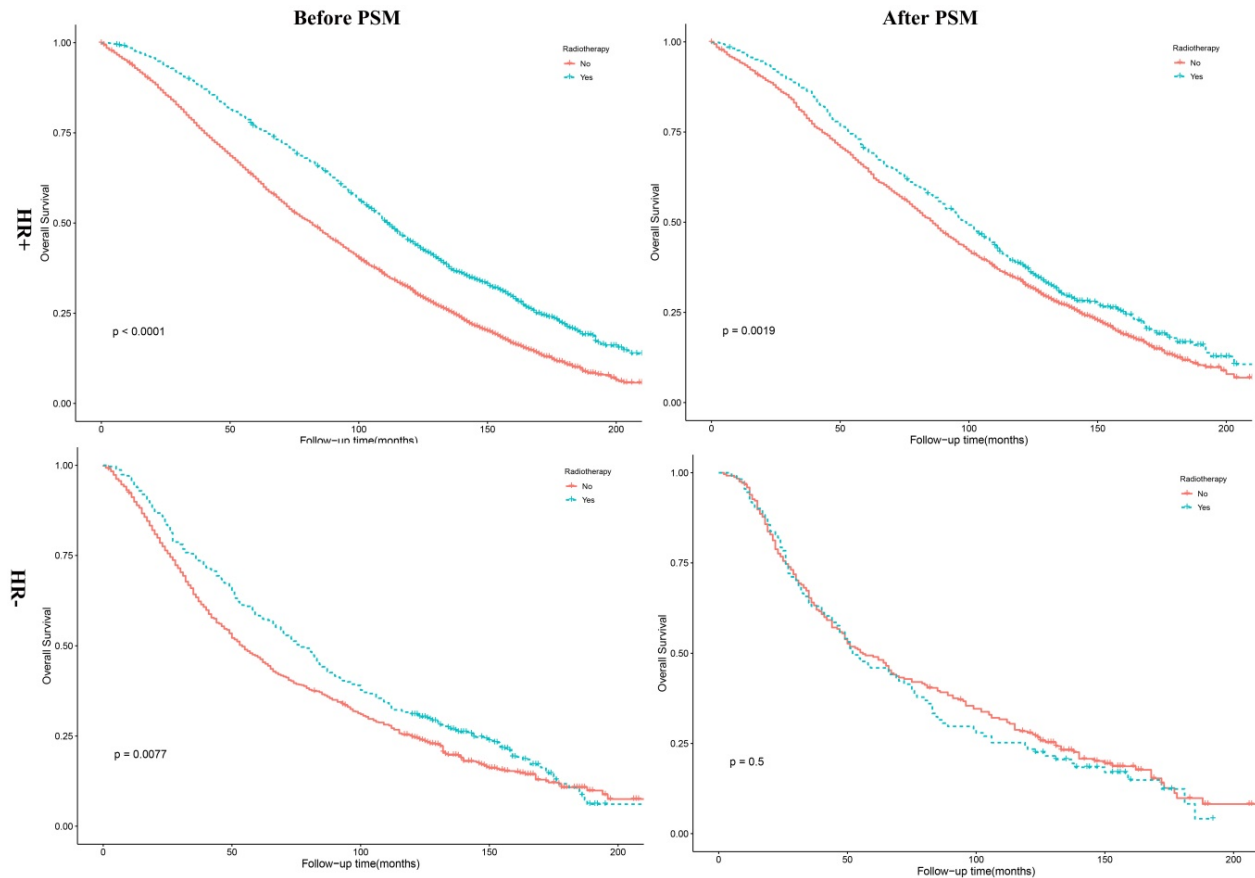 Before PSM
After PSM
HR+
Overall Survival
1.00
0.75
0.50
0.25
0.00
Radiotherapy
No
Yes
p < 0.0001
0
50
100
150
200
Follow−up time(months)
Overall Survival
1.00
0.75
0.50
0.25
0.00
Radiotherapy
No
Yes
p = 0.0019
0
50
100
150
200
Follow−up time(months)
HR-
Overall Survival
1.00
0.75
0.50
0.25
0.00
Radiotherapy
No
Yes
p = 0.0077
0
50
100
150
200
Follow−up time(months)
Overall Survival
1.00
0.75
0.50
0.25
0.00
Radiotherapy
No
Yes
p = 0.5
0
50
100
150
200
Follow−up time(months)